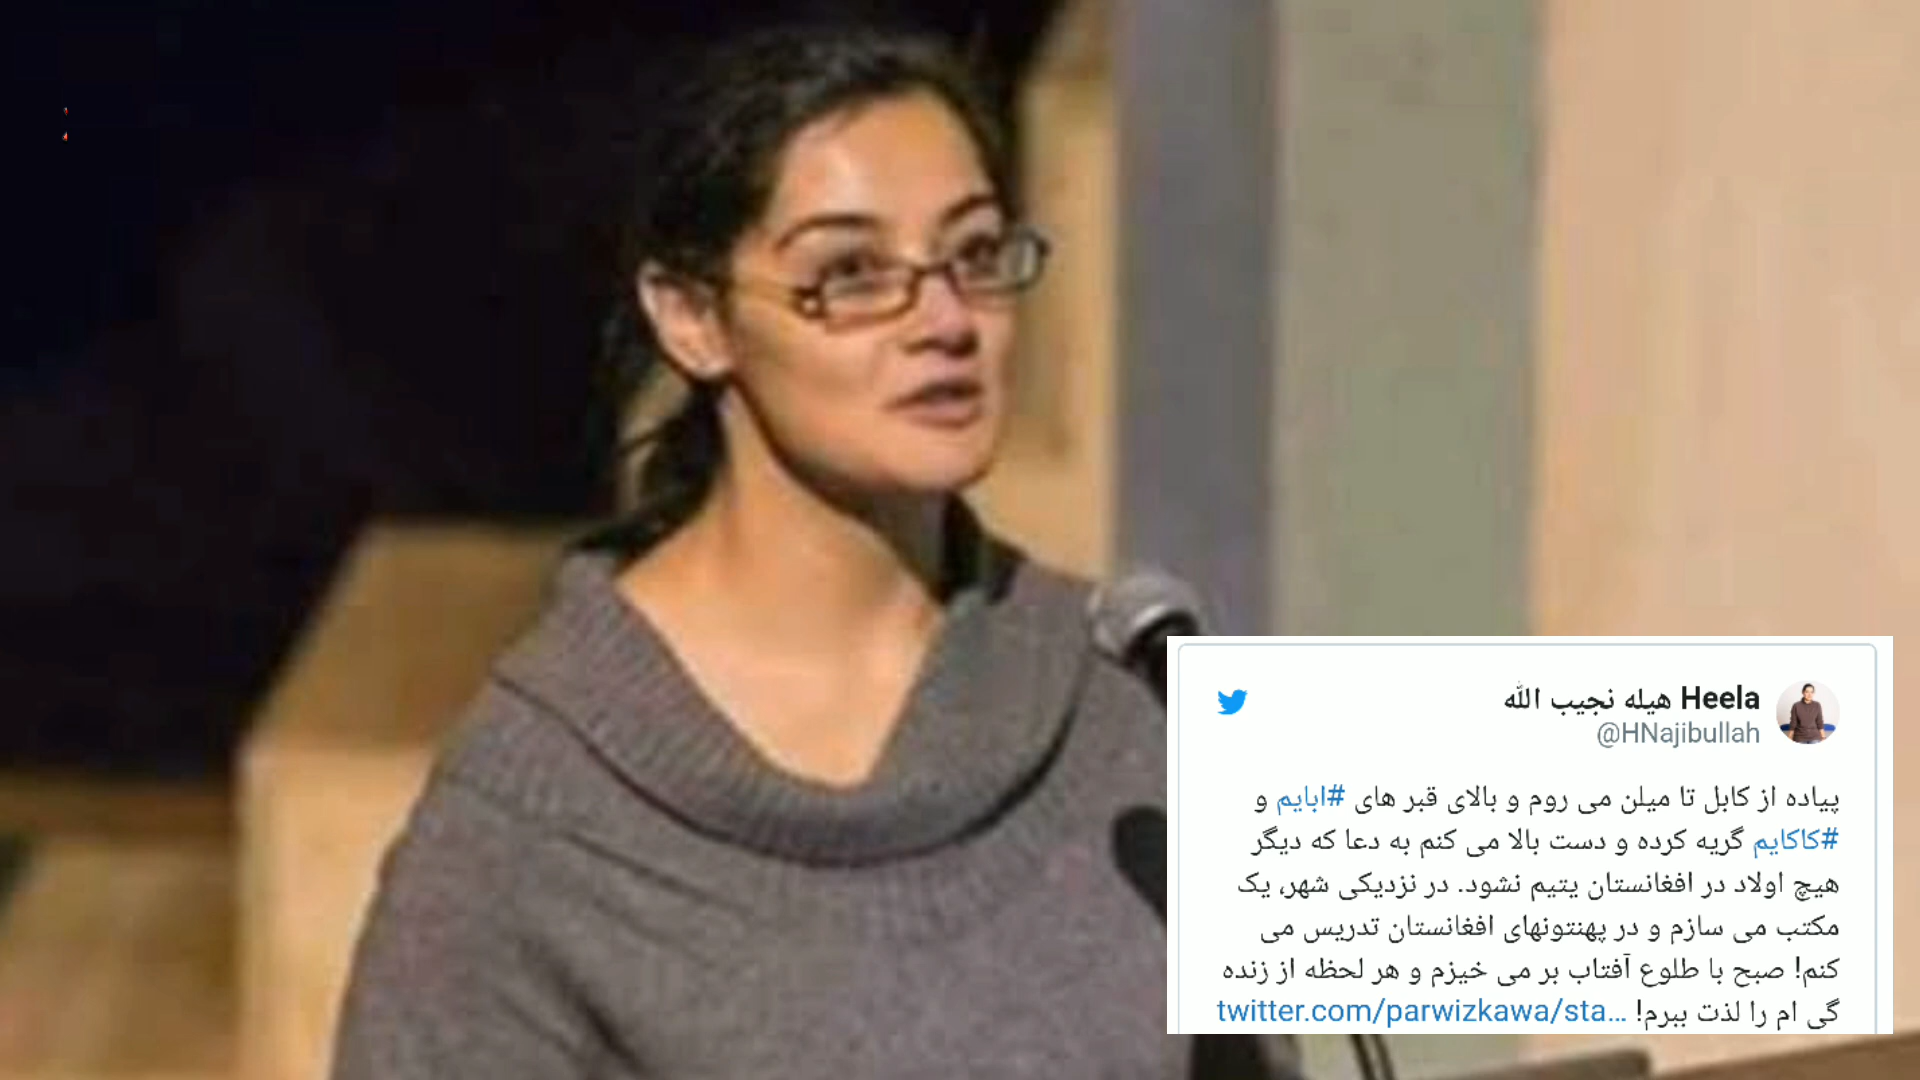 Heela هیله نجیب الله
@HNajibullah
پیاده از کابل تا میلن می روم و بالای قبر های #ابایم و
#کاکایم گریه کرده و دست بالا می کنم به دعا که دیگر
هیچ اولاد در افغانستان یتیم نشود. در نزدیکی شهر، یک
مکتب می سازم و در پهنتونهای افغانستان تدریس می
کنم! صبح با طلوع آفتاب بر می خیزم و هر لحظه از زنده
گی ام را لذت ببرم! twitter.com/parwizkawa/sta…